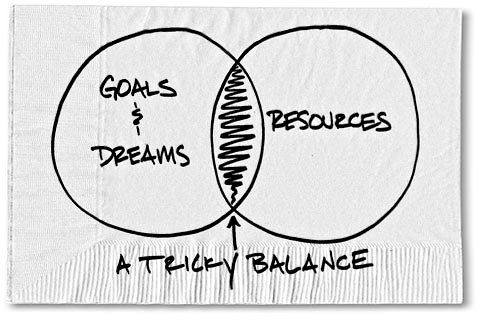 GOALS
&
DREAMS
RESOURCES
A TRICKY BALANCE